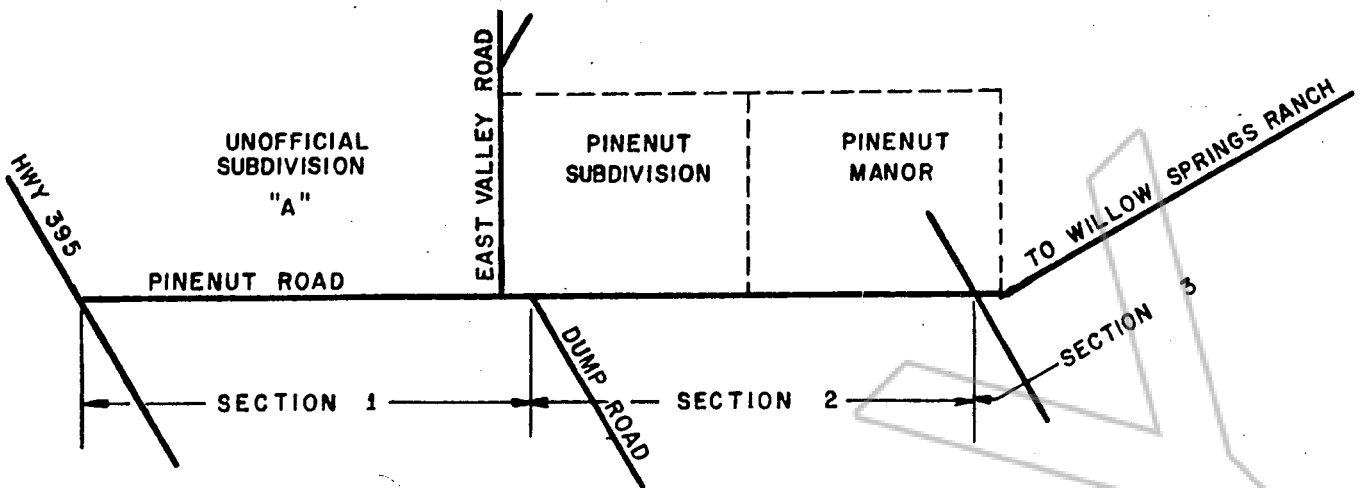 EAST VALLEY ROAD
UNOFFICIAL
SUBDIVISION
"A"
PINENUT
SUBDIVISION
PINENUT
MANOR
HWY 395
PINENUT ROAD
TO WILLOW SPRINGS RANCH
DUMP ROAD
SECTION 1
SECTION 2
SECTION 3